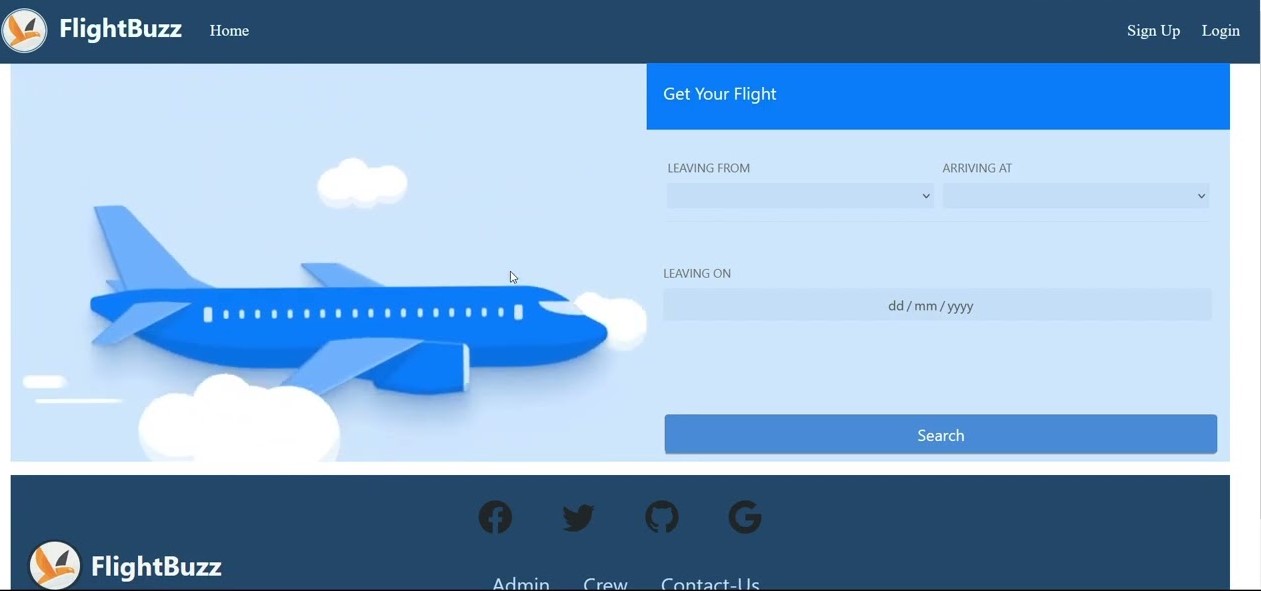 FlightBuzz Home Sign Up Login
Get Your Flight
LEAVING FROM ARRIVING AT
LEAVING ON
dd/mm/yyyy
Search
FlightBuzz
Admin Crew Contact-Us